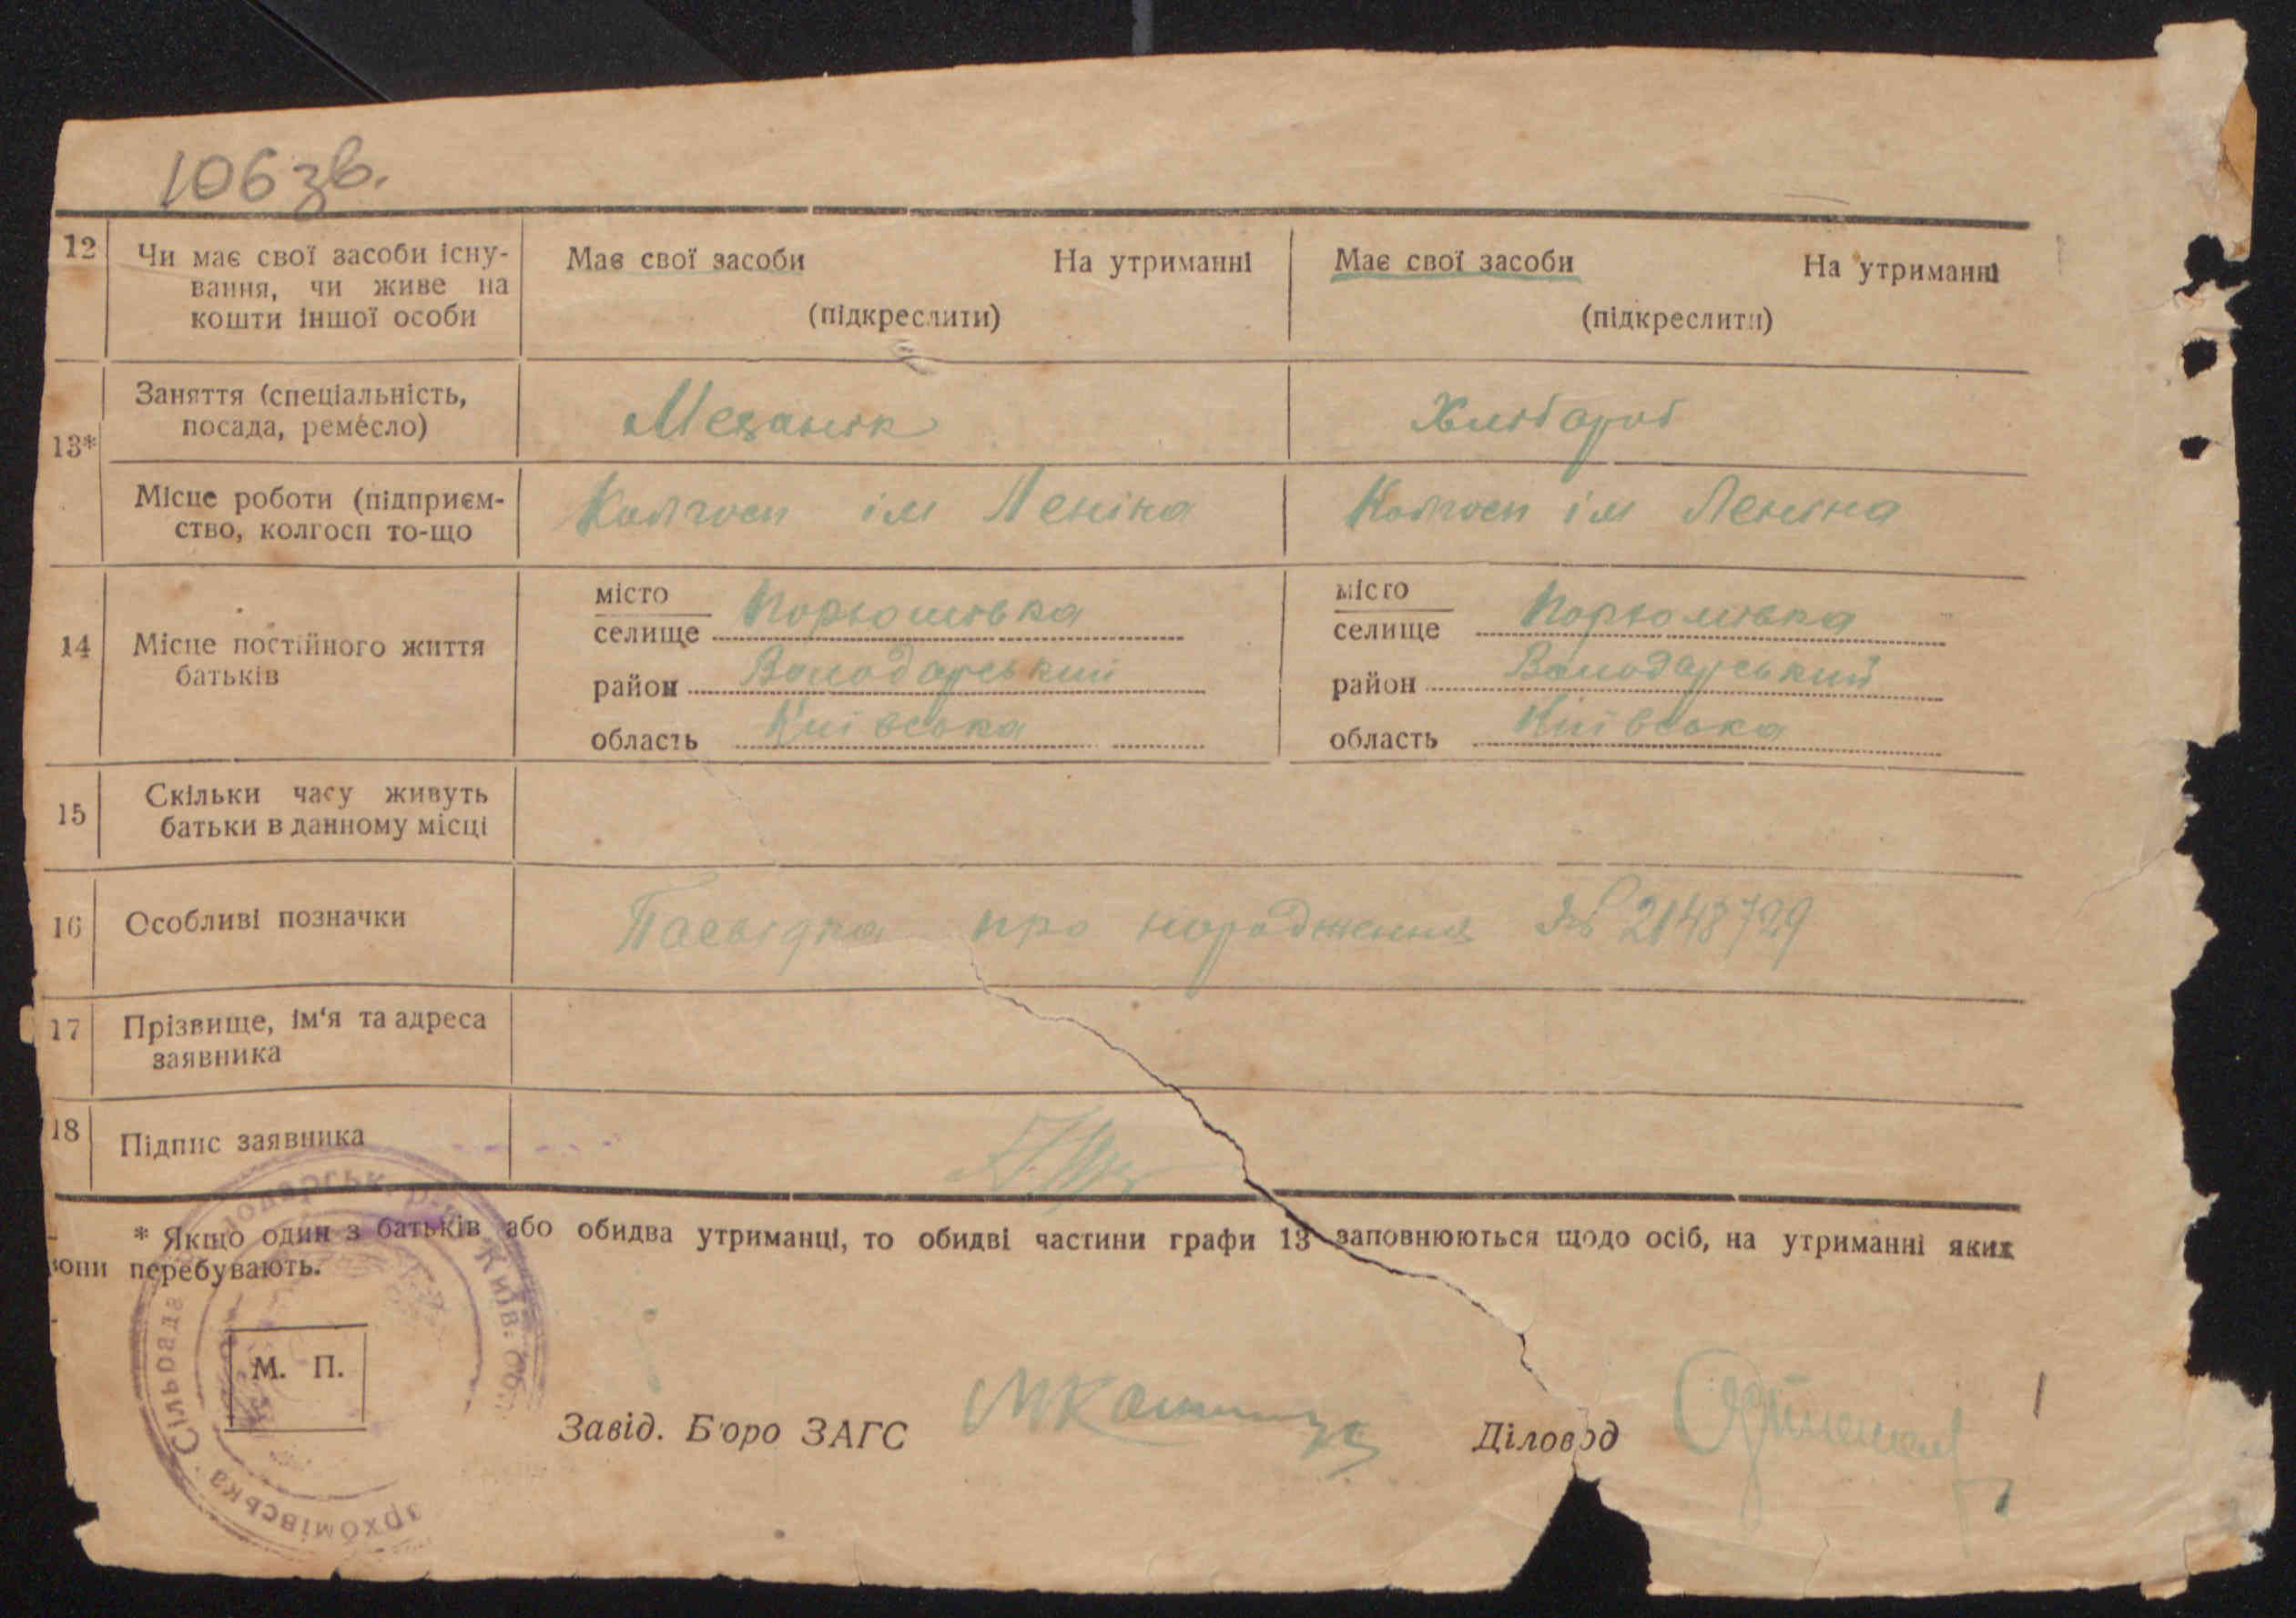 106 зв.
12 Чи має свої засоби існу- Має свої засоби На утриманні Має свої засоби На утриманні
вання, чи живе на
кошти іншої особи (підкреслити) (підкреслити)
13* Заняття (спеціальність, Механік Хлібороб
посада, ремесло)
Місце роботи (підприєм- Колгосп ім Леніна Колгосп ім Леніна
ство, колгосп то-що
14 Місце постійного життя
батьків
місто
селище
район Володарський
область Київська
місто
селище
район Володарський
область Київська
15 Скільки часу живуть
батьки в данному місці
16 Особливі позначки про народження № 2148729
17 Прізвище, ім'я та адреса
заявника
18 Підпис заявника
* Якщо один з батьків або обидва утриманці, то обидві частини графи 13 заповнюються щодо осіб, на утриманні яких
вони перебувають.
М. П.
Завід. Бюро ЗАГС Діловод
Сільрада
Київ. обл.